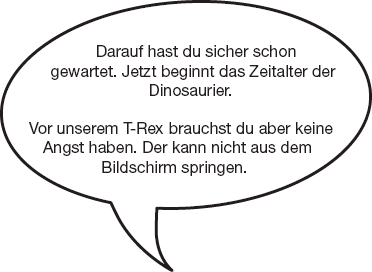 Darauf hast du sicher schon
gewartet. Jetzt beginnt das Zeitalter der
Dinosaurier.
Vor unserem T-Rex brauchst du aber keine
Angst haben. Der kann nicht aus dem
Bildschirm springen.